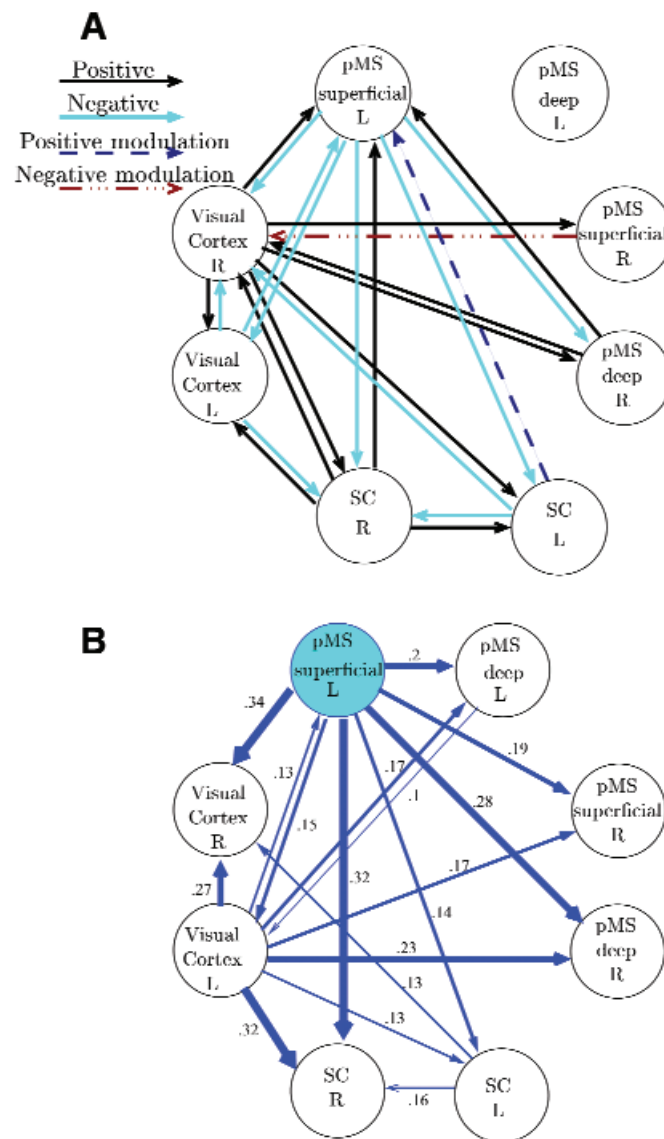 A
Positive
Negative
Positive modulation
Negative modulation
pMS
superficial
L
pMS
deep
L
Visual
Cortex
R
pMS
superficial
R
Visual
Cortex
L
pMS
deep
R
SC
R
SC
L
B
pMS
superficial
L
pMS
deep
L
.2
.34
.19
.13
.17
.1
.28
Visual
Cortex
R
.15
pMS
superficial
R
.32
.17
.27
.14
Visual
Cortex
L
.23
pMS
deep
R
.13
.13
.32
SC
R
.16
SC
L